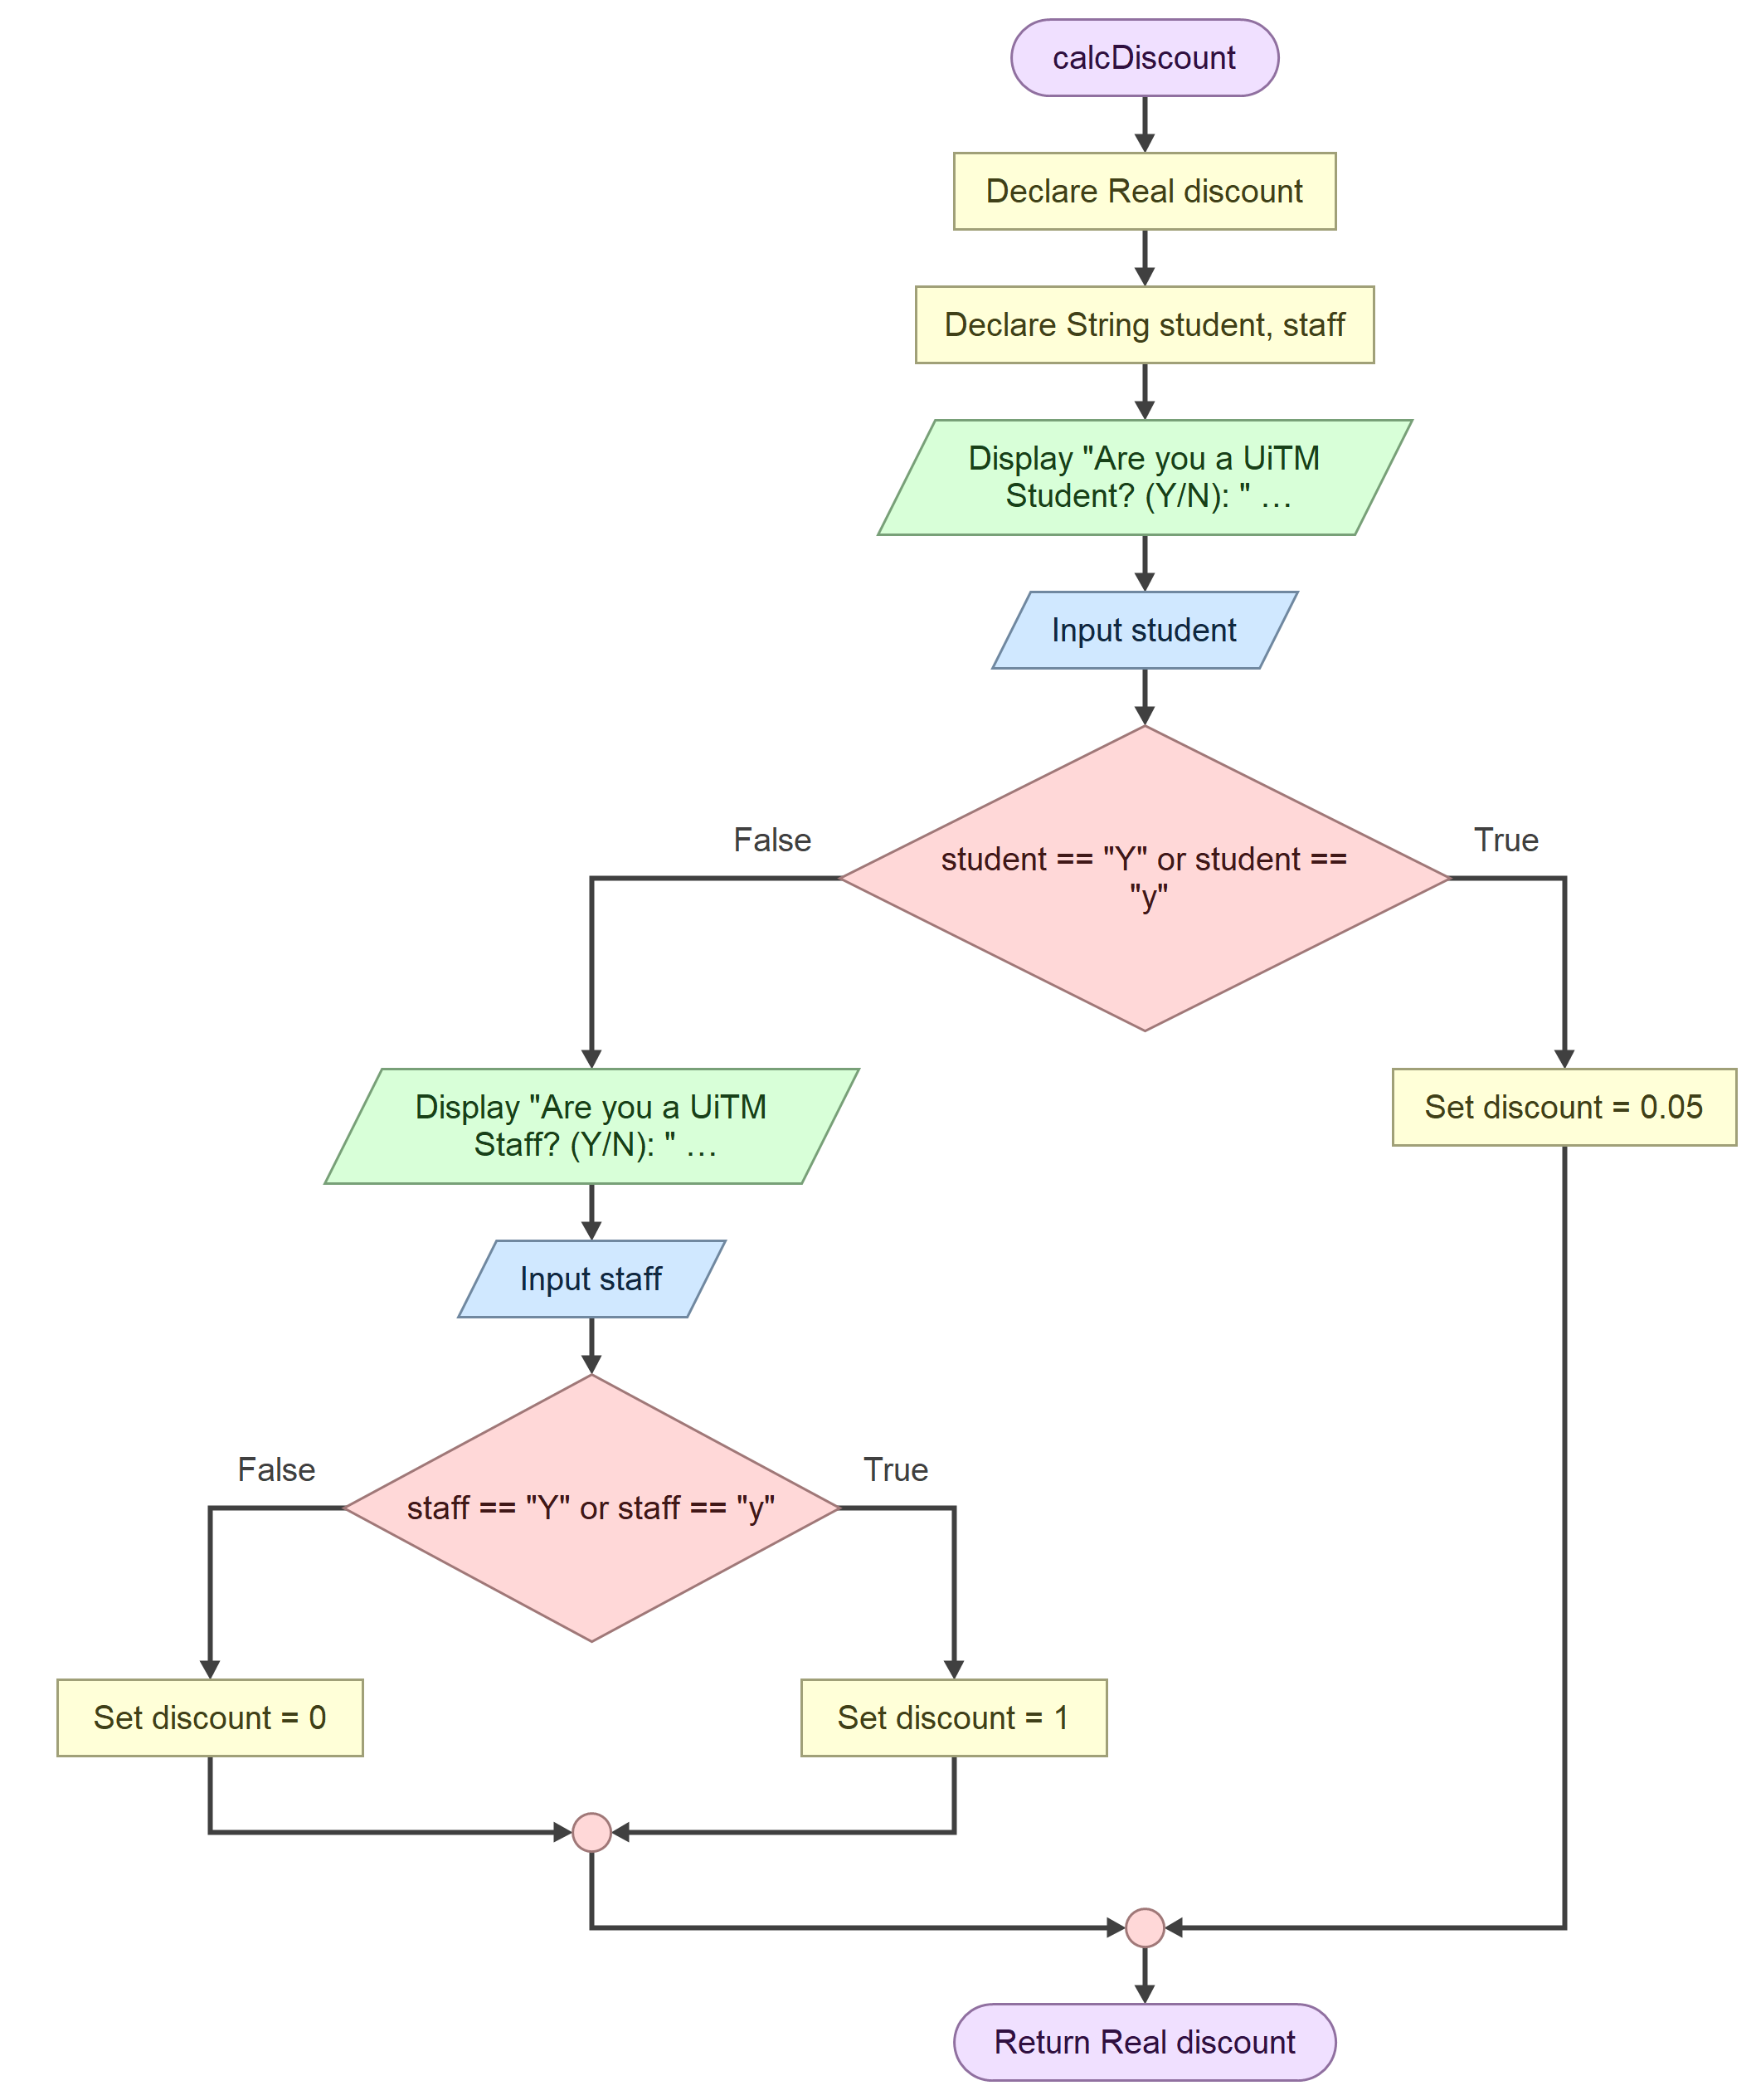 calcDiscount
Declare Real discount
Declare String student, staff
Display "Are you a UiTM
Student? (Y/N): " …
Input student
False
True
student == "Y" or student ==
"y"
Display "Are you a UiTM
Staff? (Y/N): " …
Set discount = 0.05
Input staff
False
True
staff == "Y" or staff == "y"
Set discount = 0
Set discount = 1
Return Real discount